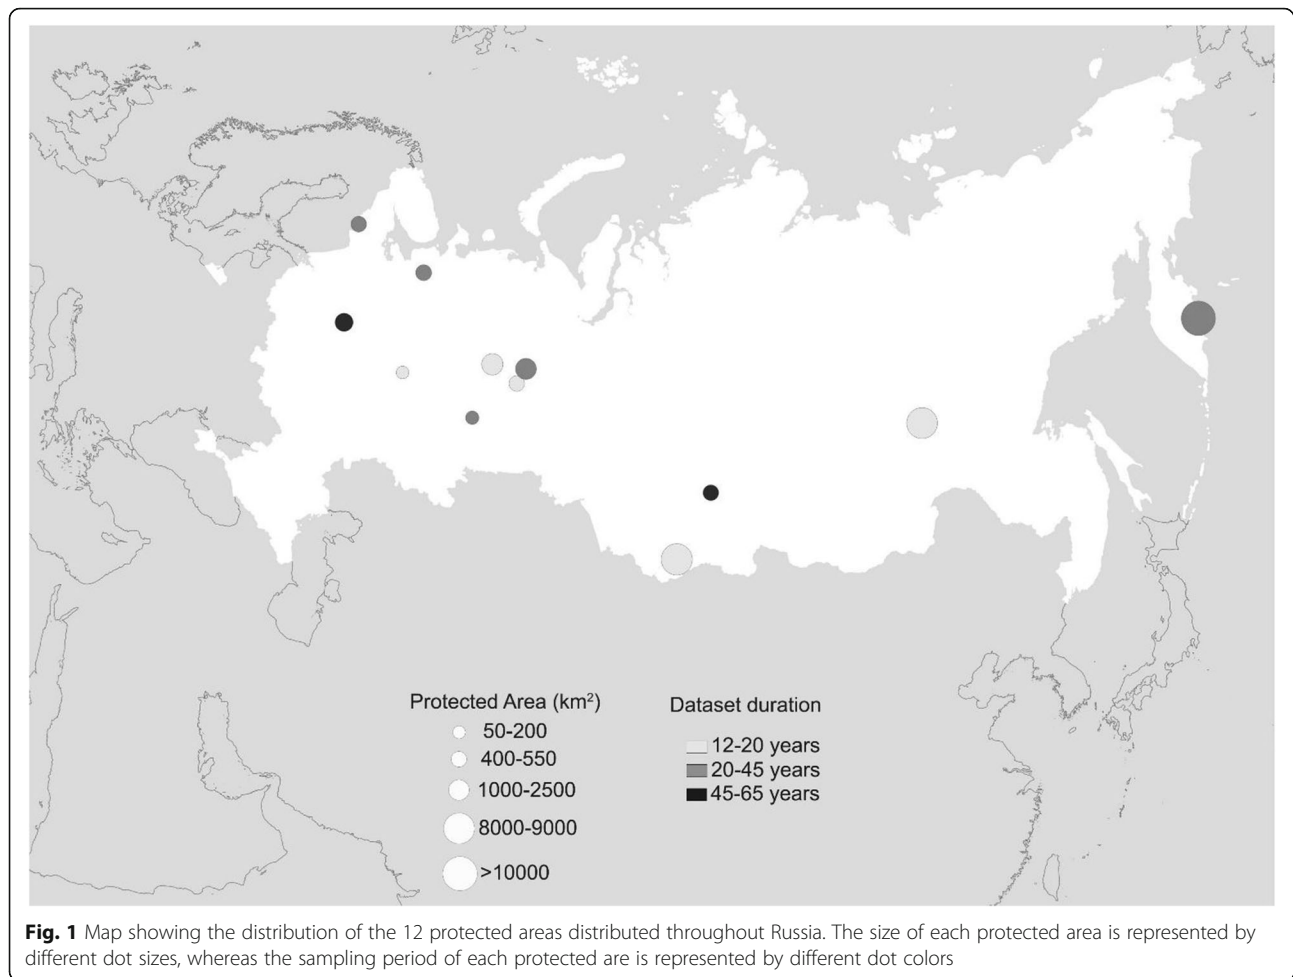 Protected Area (km²)
50-200
400-550
1000-2500
8000-9000
>10000
Dataset duration
12-20 years
20-45 years
45-65 years
Fig. 1 Map showing the distribution of the 12 protected areas distributed throughout Russia. The size of each protected area is represented by
different dot sizes, whereas the sampling period of each protected are is represented by different dot colors